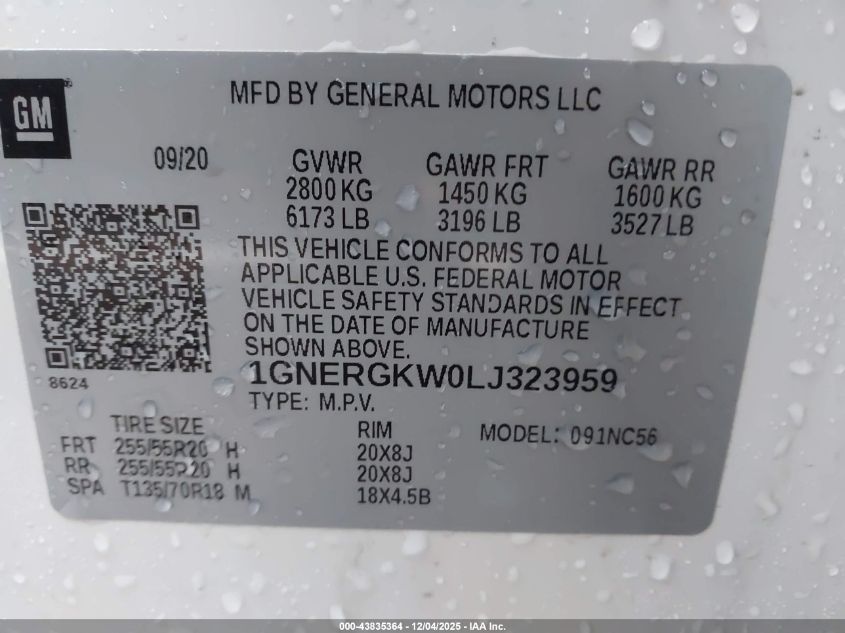 GM
MFD BY GENERAL MOTORS LLC
09/20 GVWR GAWR FRT GAWR RR
2800 KG 1450 KG 1600 KG
6173 LB 3196 LB 3527 LB
THIS VEHICLE CONFORMS TO ALL
APPLICABLE U.S. FEDERAL MOTOR
VEHICLE SAFETY STANDARDS IN EFFECT
ON THE DATE OF MANUFACTURE
SHOWN ABOVE.
8624
1GNERGKW0LJ323959
TYPE: M.P.V.
TIRE SIZE RIM MODEL: 091NC56
FRT 255/55R20 H 20X8J
RR 255/55R20 H 20X8J
SPA T135/70R18 M 18X4.5B
000-43835364 - 12/04/2025 - IAA Inc.